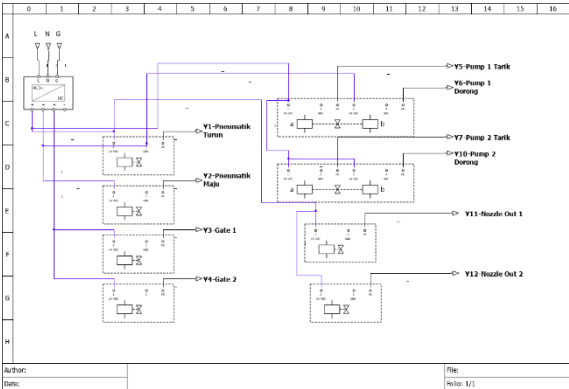 0 1 2 3 4 5 6 7 8 9 10 11 12 13 14 15 16
A
B
C
D
E
F
G
H
L N G
L N G
AC
DC
Y1-Pneumatik
Turun
Y2-Pneumatik
Maju
Y3-Gate 1
Y4-Gate 2
Y5-Pump 1 Tarik
Y6-Pump 1
Dorong
a b
Y7-Pump 2 Tarik
Y10-Pump 2
Dorong
a b
Y11-Nozzle Out 1
Y12-Nozzle Out 2
Author:
Date:
File:
Folio: 1/1